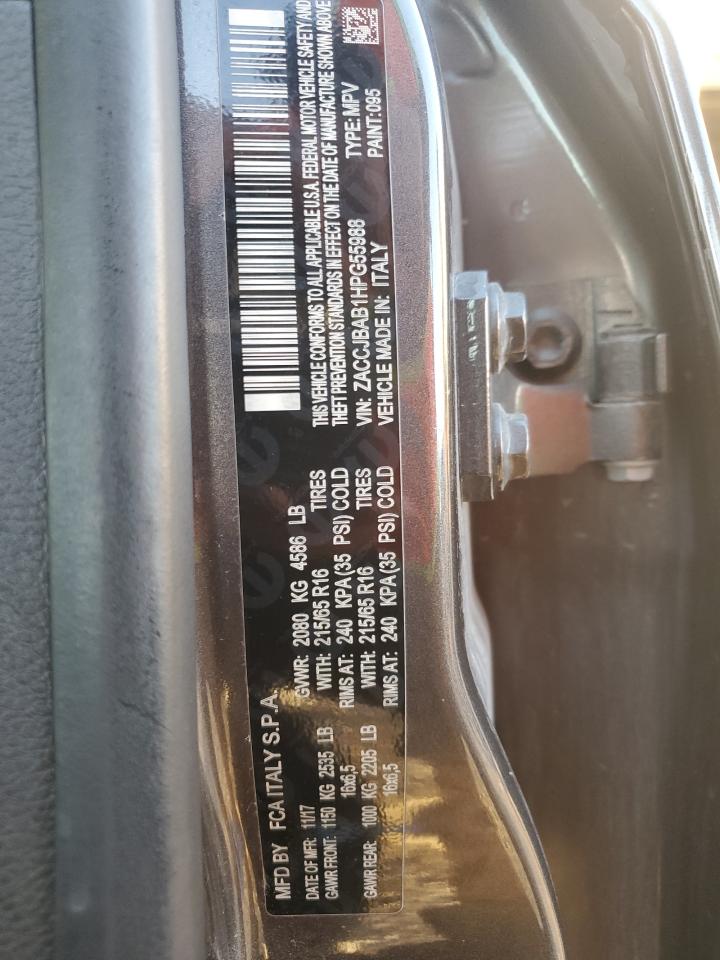 MFD BY FCA ITALY S.P.A.
DATE OF MFR: 11/17 GVWR: 2080 KG 4586 LB
GAWR FRONT: 1150 KG 2535 LB WITH: 215/65 R16 TIRES
16x6,5 RIMS AT: 240 KPA(35 PSI) COLD
GAWR REAR: 1000 KG 2205 LB WITH: 215/65 R16 TIRES
16x6,5 RIMS AT: 240 KPA(35 PSI) COLD
THIS VEHICLE CONFORMS TO ALL APPLICABLE U.S.A. FEDERAL MOTOR VEHICLE SAFETY AND
THEFT PREVENTION STANDARDS IN EFFECT ON THE DATE OF MANUFACTURE SHOWN ABOVE
VIN: ZACCJBAB1HPG55988 TYPE: MPV
VEHICLE MADE IN: ITALY PAINT: 095